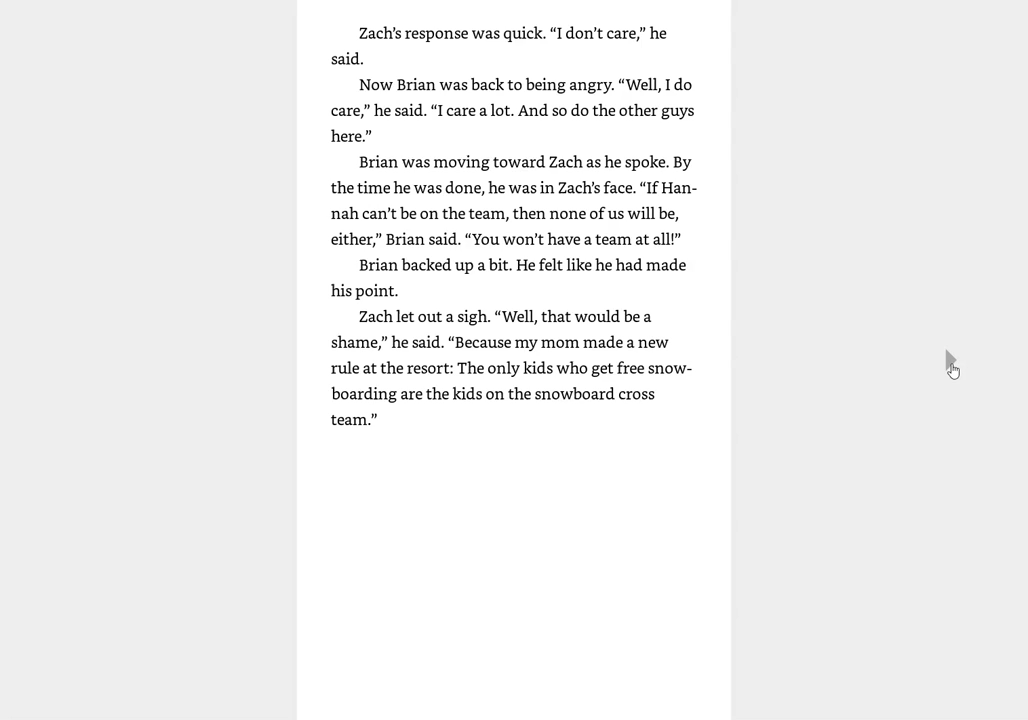 Zach’s response was quick. “I don’t care,” he
said.
Now Brian was back to being angry. “Well, I do
care,” he said. “I care a lot. And so do the other guys
here.”
Brian was moving toward Zach as he spoke. By
the time he was done, he was in Zach’s face. “If Han-
nah can’t be on the team, then none of us will be,
either,” Brian said. “You won’t have a team at all!”
Brian backed up a bit. He felt like he had made
his point.
Zach let out a sigh. “Well, that would be a
shame,” he said. “Because my mom made a new
rule at the resort: The only kids who get free snow-
boarding are the kids on the snowboard cross
team.”